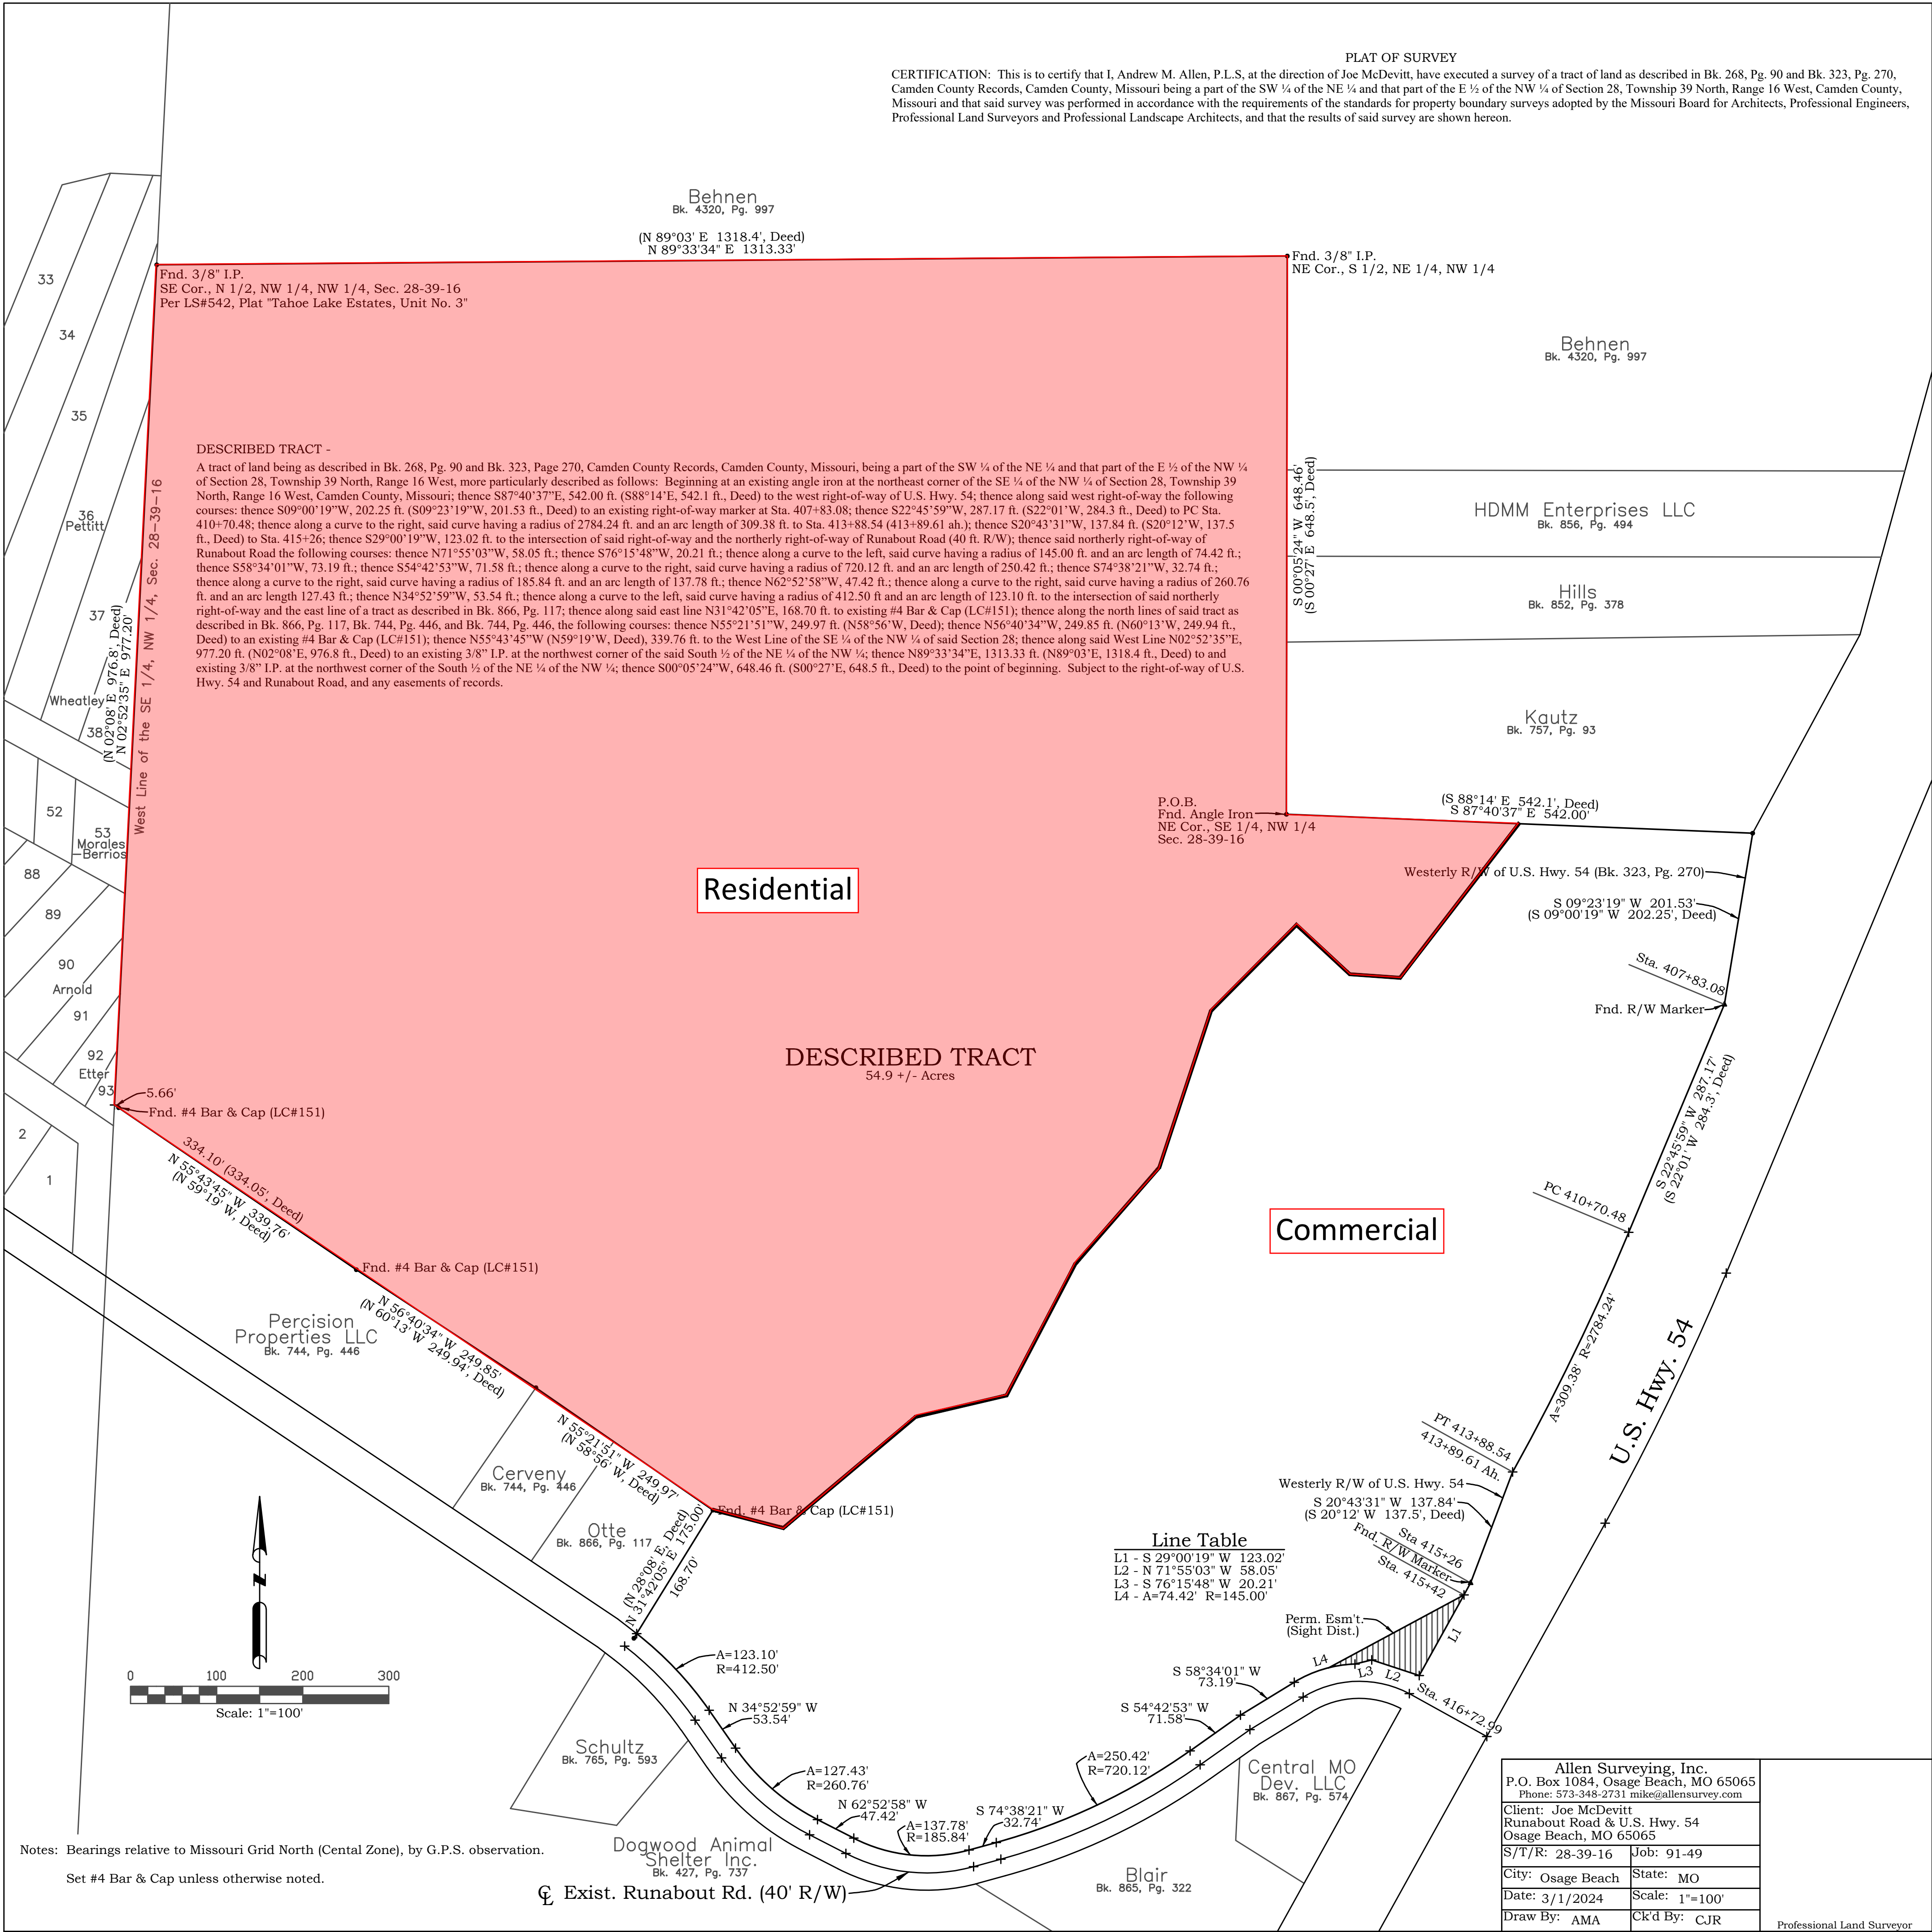 PLAT OF SURVEY
CERTIFICATION: This is to certify that I, Andrew M. Allen, P.L.S, at the direction of Joe McDevitt, have executed a survey of a tract of land as described in Bk. 268, Pg. 90 and Bk. 323, Pg. 270,
Camden County Records, Camden County, Missouri being a part of the SW ¼ of the NE ¼ and that part of the E ½ of the NW ¼ of Section 28, Township 39 North, Range 16 West, Camden County,
Missouri and that said survey was performed in accordance with the requirements of the standards for property boundary surveys adopted by the Missouri Board for Architects, Professional Engineers,
Professional Land Surveyors and Professional Landscape Architects, and that the results of said survey are shown hereon.
Behnen
Bk. 4320, Pg. 997
(N 89°03' E 1318.4', Deed)
N 89°33'34" E 1313.33'
Fnd. 3/8" I.P.
SE Cor., N 1/2, NW 1/4, NW 1/4, Sec. 28-39-16
Per LS#542, Plat "Tahoe Lake Estates, Unit No. 3"
Fnd. 3/8" I.P.
NE Cor., S 1/2, NE 1/4, NW 1/4
33
34
35
36
Pettitt
37
Wheatley
38
52
53
Morales
-Berrios
88
89
90
Arnold
91
92
Etter
93
2
1
(N 02°08' E 976.8', Deed)
N 02°52'35" E 977.20'
West Line of the SE 1/4, NW 1/4, Sec. 28-39-16
Behnen
Bk. 4320, Pg. 997
DESCRIBED TRACT -
A tract of land being as described in Bk. 268, Pg. 90 and Bk. 323, Page 270, Camden County Records, Camden County, Missouri, being a part of the SW ¼ of the NE ¼ and that part of the E ½ of the NW ¼
of Section 28, Township 39 North, Range 16 West, more particularly described as follows: Beginning at an existing angle iron at the northeast corner of the SE ¼ of the NW ¼ of Section 28, Township 39
North, Range 16 West, Camden County, Missouri; thence S87°40'37”E, 542.00 ft. (S88°14'E, 542.1 ft., Deed) to the west right-of-way of U.S. Hwy. 54; thence along said west right-of-way the following
courses: thence S09°00'19”W, 202.25 ft. (S09°23'19”W, 201.53 ft., Deed) to an existing right-of-way marker at Sta. 407+83.08; thence S22°45'59”W, 287.17 ft. (S22°01'W, 284.3 ft., Deed) to PC Sta.
410+70.48; thence along a curve to the right, said curve having a radius of 2784.24 ft. and an arc length of 309.38 ft. to Sta. 413+88.54 (413+89.61 ah.); thence S20°43'31”W, 137.84 ft. (S20°12'W, 137.5
ft., Deed) to Sta. 415+26; thence S29°00'19”W, 123.02 ft. to the intersection of said right-of-way and the northerly right-of-way of Runabout Road (40 ft. R/W); thence said northerly right-of-way of
Runabout Road the following courses: thence N71°55'03”W, 58.05 ft.; thence S76°15'48”W, 20.21 ft.; thence along a curve to the left, said curve having a radius of 145.00 ft. and an arc length of 74.42 ft.;
thence S58°34'01”W, 73.19 ft.; thence S54°42'53”W, 71.58 ft.; thence along a curve to the right, said curve having a radius of 720.12 ft. and an arc length of 250.42 ft.; thence S74°38'21”W, 32.74 ft.;
thence along a curve to the right, said curve having a radius of 185.84 ft. and an arc length of 137.78 ft.; thence N62°52'58”W, 47.42 ft.; thence along a curve to the right, said curve having a radius of 260.76
ft. and an arc length 127.43 ft.; thence N34°52'59”W, 53.54 ft.; thence along a curve to the left, said curve having a radius of 412.50 ft and an arc length of 123.10 ft. to the intersection of said northerly
right-of-way and the east line of a tract as described in Bk. 866, Pg. 117; thence along said east line N31°42'05”E, 168.70 ft. to existing #4 Bar & Cap (LC#151); thence along the north lines of said tract as
described in Bk. 866, Pg. 117, Bk. 744, Pg. 446, and Bk. 744, Pg. 446, the following courses: thence N55°21'51”W, 249.97 ft. (N58°56'W, Deed); thence N56°40'34”W, 249.85 ft. (N60°13'W, 249.94 ft.,
Deed) to an existing #4 Bar & Cap (LC#151); thence N55°43'45”W (N59°19'W, Deed), 339.76 ft. to the West Line of the SE ¼ of the NW ¼ of said Section 28; thence along said West Line N02°52'35”E,
977.20 ft. (N02°08'E, 976.8 ft., Deed) to an existing 3/8” I.P. at the northwest corner of the said South ½ of the NE ¼ of the NW ¼; thence N89°33'34”E, 1313.33 ft. (N89°03'E, 1318.4 ft., Deed) to and
existing 3/8” I.P. at the northwest corner of the South ½ of the NE ¼ of the NW ¼; thence S00°05'24”W, 648.46 ft. (S00°27'E, 648.5 ft., Deed) to the point of beginning. Subject to the right-of-way of U.S.
Hwy. 54 and Runabout Road, and any easements of records.
S 00°05'24" W 648.46'
(S 00°27' E 648.5', Deed)
HDMM Enterprises LLC
Bk. 856, Pg. 494
Hills
Bk. 852, Pg. 378
Kautz
Bk. 757, Pg. 93
P.O.B.
Fnd. Angle Iron
NE Cor., SE 1/4, NW 1/4
Sec. 28-39-16
(S 88°14' E 542.1', Deed)
S 87°40'37" E 542.00'
Residential
Westerly R/W of U.S. Hwy. 54 (Bk. 323, Pg. 270)
S 09°23'19" W 201.53'
(S 09°00'19" W 202.25', Deed)
Sta. 407+83.08
Fnd. R/W Marker
DESCRIBED TRACT
54.9 +/- Acres
5.66'
Fnd. #4 Bar & Cap (LC#151)
334.10' (334.05', Deed)
N 55°43'45" W 339.76'
(N 59°19' W, Deed)
S 22°45'59" W 287.17'
(S 22°01' W 284.3', Deed)
PC 410+70.48
Commercial
Fnd. #4 Bar & Cap (LC#151)
N 56°40'34" W 249.85'
(N 60°13' W 249.94', Deed)
Percision
Properties LLC
Bk. 744, Pg. 446
A=309.38' R=2784.24'
U.S. Hwy. 54
N 55°21'51" W 249.97'
(N 58°56' W, Deed)
Cerveny
Bk. 744, Pg. 446
PT 413+88.54
413+89.61 Ah.
Westerly R/W of U.S. Hwy. 54
S 20°43'31" W 137.84'
(S 20°12' W 137.5', Deed)
Fnd. #4 Bar & Cap (LC#151)
Otte
Bk. 866, Pg. 117
(N 28°08' E, Deed)
N 31°42'05" E 175.00'
168.70'
Line Table
L1 - S 29°00'19" W 123.02'
L2 - N 71°55'03" W 58.05'
L3 - S 76°15'48" W 20.21'
L4 - A=74.42' R=145.00'
Sta 415+26
Fnd. R/W Marker
Sta. 415+42
Perm. Esm't.
(Sight Dist.)
L1
L4
L3
L2
Sta. 416+72.99
N
0 100 200 300
Scale: 1"=100'
A=123.10'
R=412.50'
N 34°52'59" W
53.54'
S 58°34'01" W
73.19'
S 54°42'53" W
71.58'
Schultz
Bk. 765, Pg. 593
A=127.43'
R=260.76'
A=250.42'
R=720.12'
N 62°52'58" W
47.42'
S 74°38'21" W
32.74'
A=137.78'
R=185.84'
Central MO
Dev. LLC
Bk. 867, Pg. 574
Dogwood Animal
Shelter Inc.
Bk. 427, Pg. 737
Blair
Bk. 865, Pg. 322
℄ Exist. Runabout Rd. (40' R/W)
Notes: Bearings relative to Missouri Grid North (Cental Zone), by G.P.S. observation.
Set #4 Bar & Cap unless otherwise noted.
Allen Surveying, Inc.
P.O. Box 1084, Osage Beach, MO 65065
Phone: 573-348-2731 mike@allensurvey.com
Client: Joe McDevitt
Runabout Road & U.S. Hwy. 54
Osage Beach, MO 65065
S/T/R: 28-39-16 Job: 91-49
City: Osage Beach State: MO
Date: 3/1/2024 Scale: 1"=100'
Draw By: AMA Ck'd By: CJR
Professional Land Surveyor